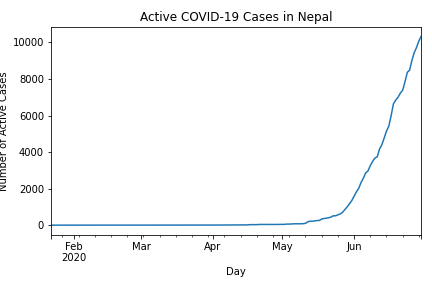 Active COVID-19 Cases in Nepal
Number of Active Cases
10000
8000
6000
4000
2000
0
Feb
2020
Mar
Apr
May
Jun
Day